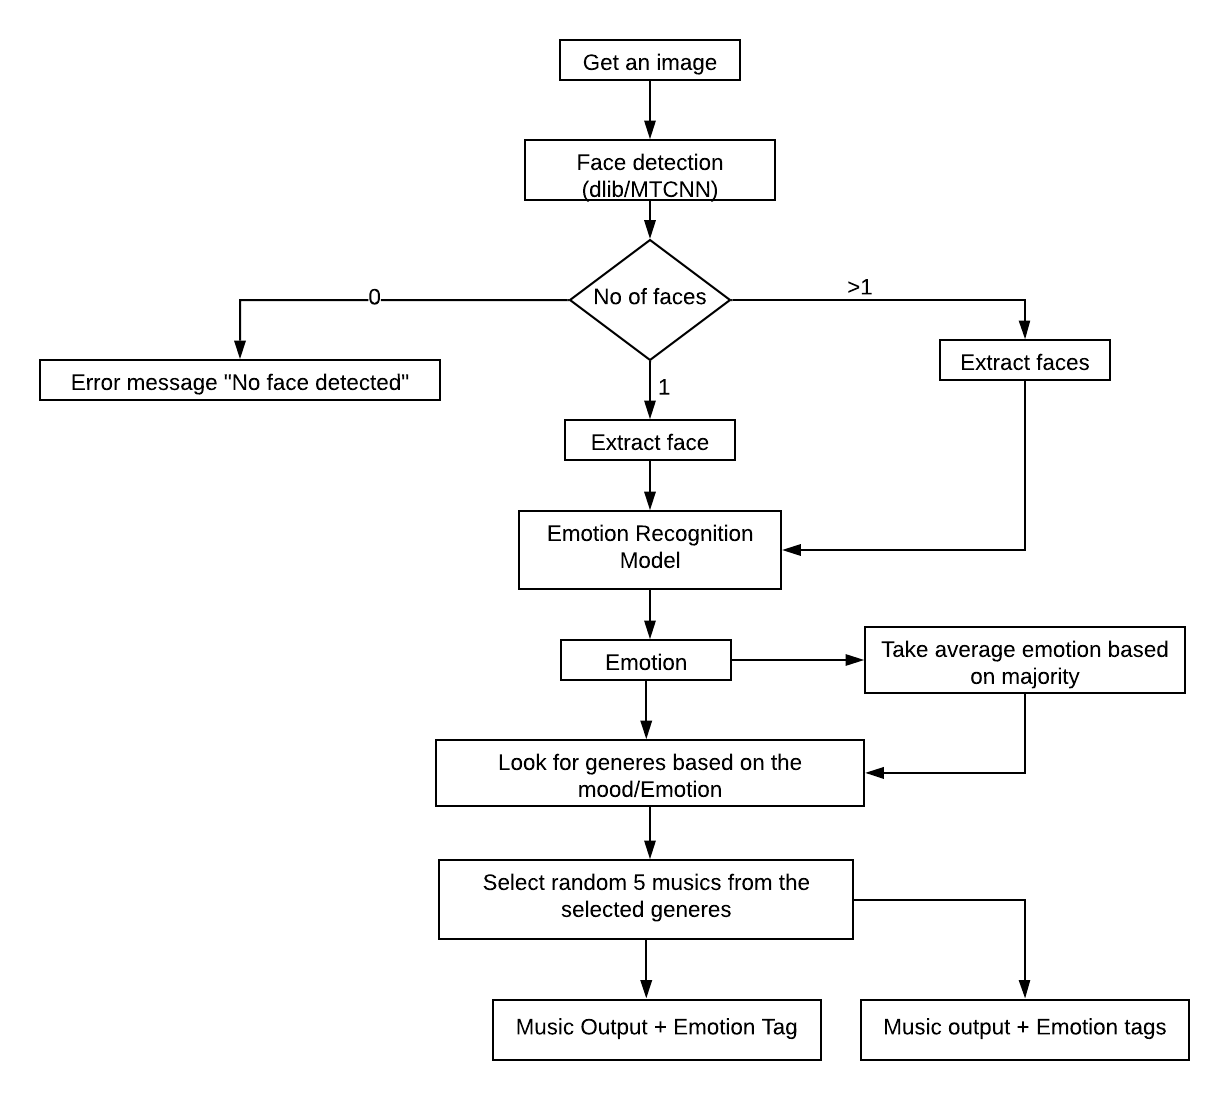 Get an image
Face detection
(dlib/MTCNN)
No of faces
0
>1
Error message "No face detected"
Extract faces
1
Extract face
Emotion Recognition
Model
Emotion
Take average emotion based
on majority
Look for generes based on the
mood/Emotion
Select random 5 musics from the
selected generes
Music Output + Emotion Tag
Music output + Emotion tags